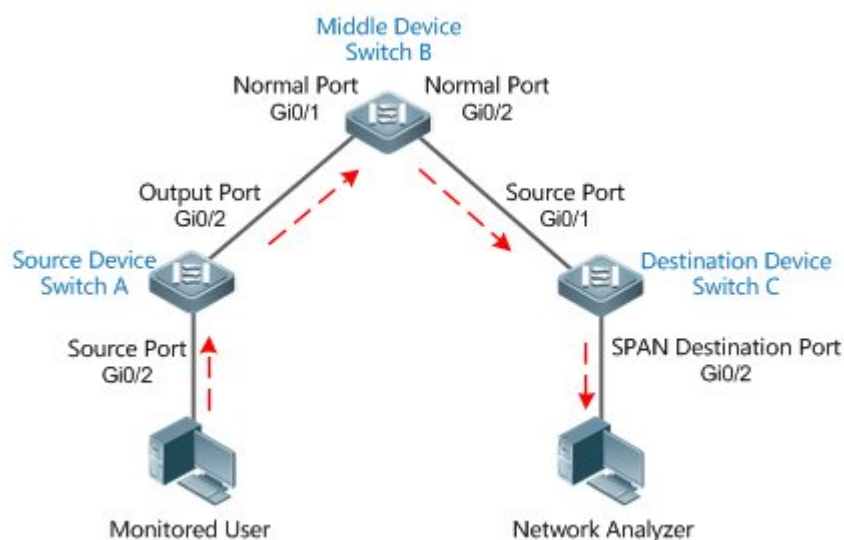 Middle Device
Switch B
Normal Port
Gi0/1
Normal Port
Gi0/2
Output Port
Gi0/2
Source Port
Gi0/1
Source Device
Switch A
Destination Device
Switch C
Source Port
Gi0/2
SPAN Destination Port
Gi0/2
Monitored User
Network Analyzer